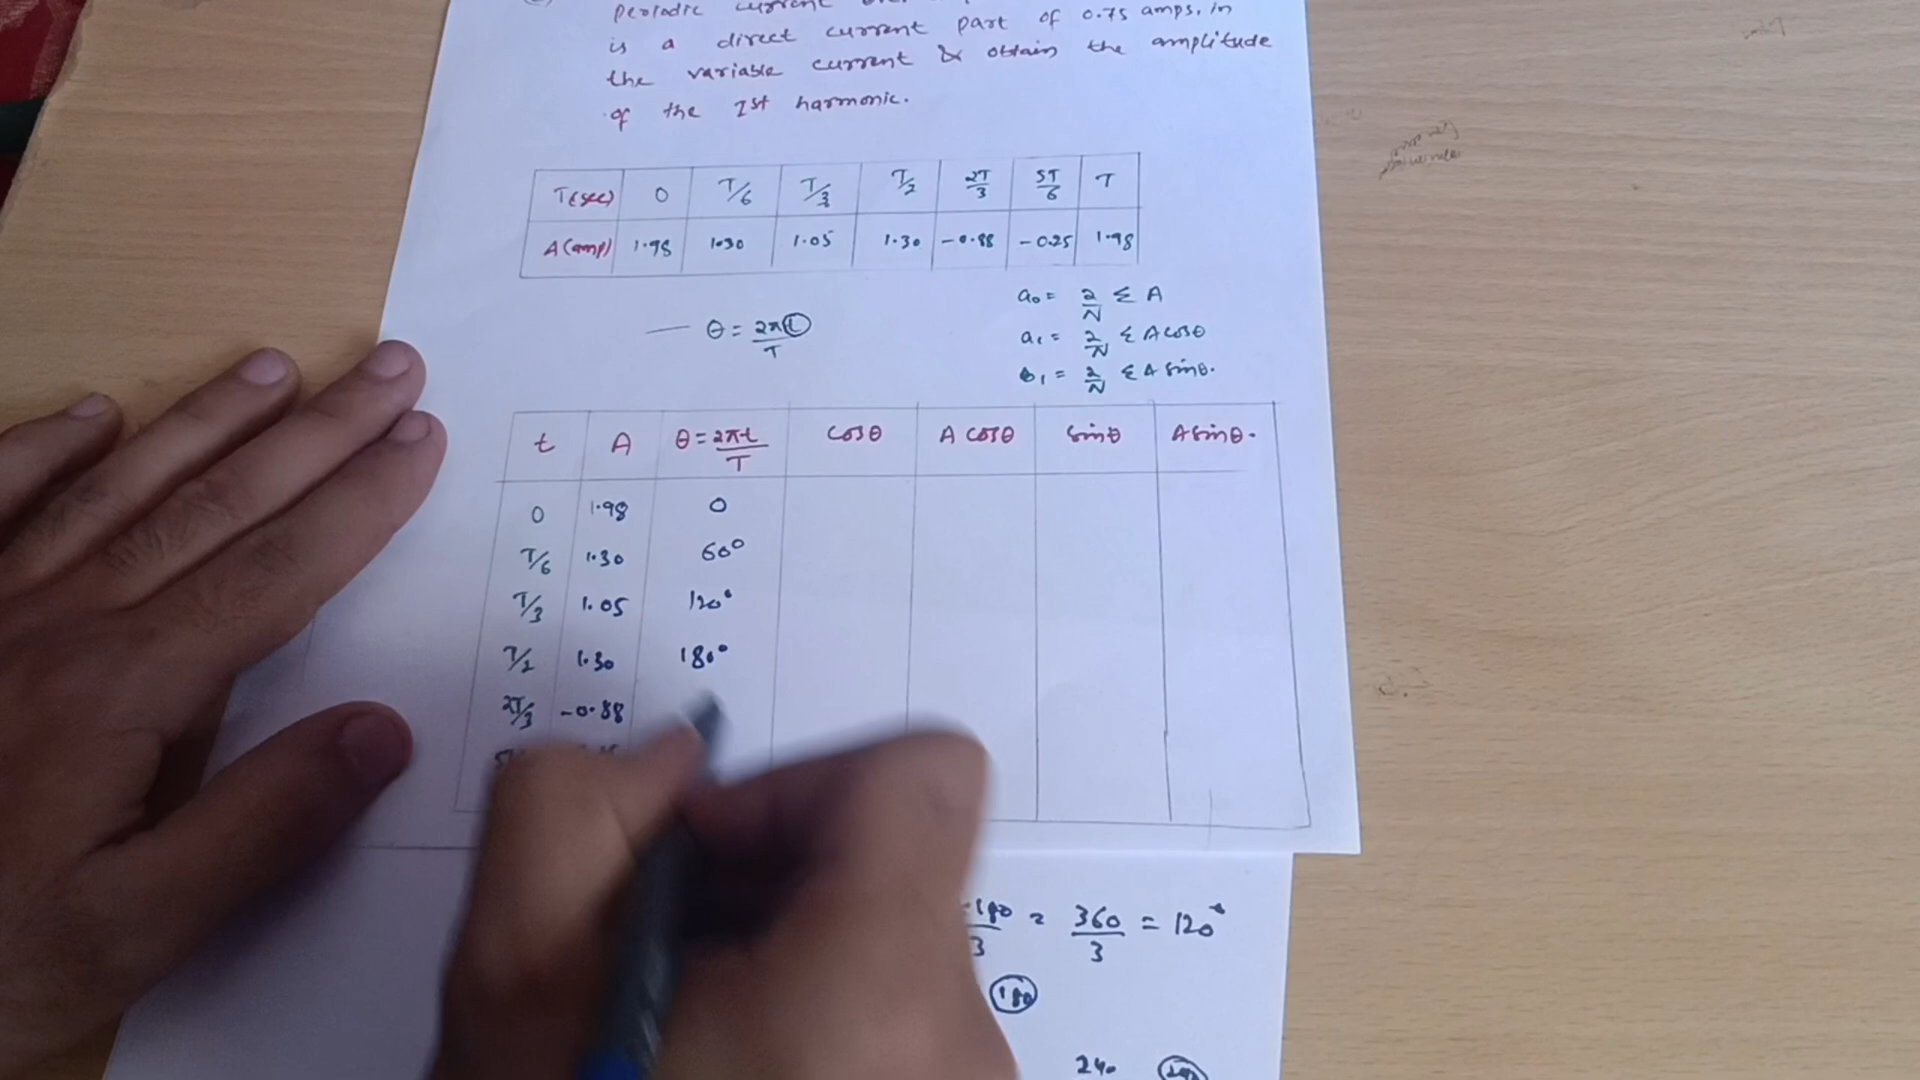 periodic current
is a direct current part of 0.75 amps, in
the variable current & obtain the amplitude
of the 1st harmonic.
T(sec) 0 T/6 T/3 T/2 2T/3 5T/6 T
A(amp) 1.98 1.30 1.05 1.30 -0.88 -0.25 1.98
θ = 2πt/T
a0 = 2/N Σ A
a1 = 2/N Σ A cosθ
b1 = 2/N Σ A sinθ.
t A θ = 2πt/T cosθ A cosθ sinθ A sinθ.
0 1.98 0
T/6 1.30 60°
T/3 1.05 120°
T/2 1.30 180°
2T/3 -0.88
180/3 = 360/3 = 120°
180
240